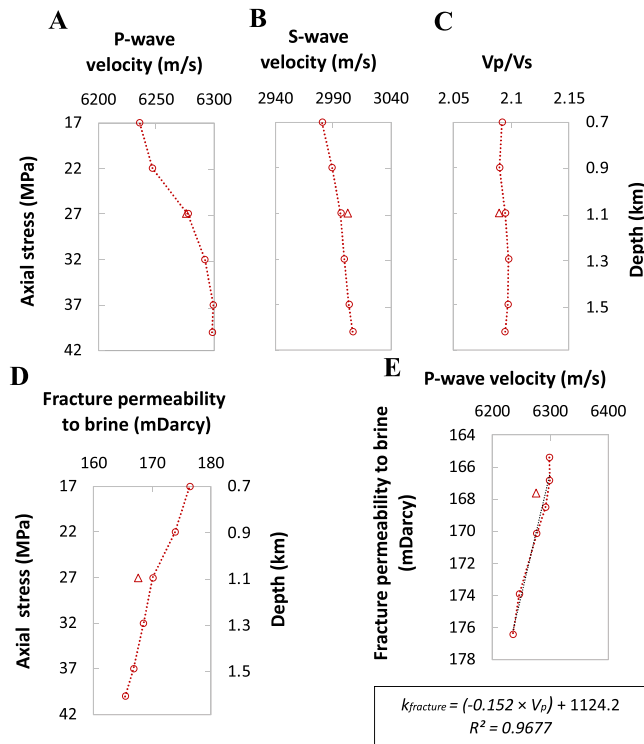 A
P-wave
velocity (m/s)
6200 6250 6300
17
22
27
32
37
42
Axial stress (MPa)
B
S-wave
velocity (m/s)
2940 2990 3040
C
Vp/Vs
2.05 2.1 2.15
0.7
0.9
1.1
1.3
1.5
Depth (km)
D
Fracture permeability
to brine (mDarcy)
160 170 180
17
22
27
32
37
42
Axial stress (MPa)
0.7
0.9
1.1
1.3
1.5
Depth (km)
E
P-wave velocity (m/s)
6200 6300 6400
164
166
168
170
172
174
176
178
Fracture permeability to brine
(mDarcy)
k_fracture = (-0.152 × V_p) + 1124.2
R² = 0.9677